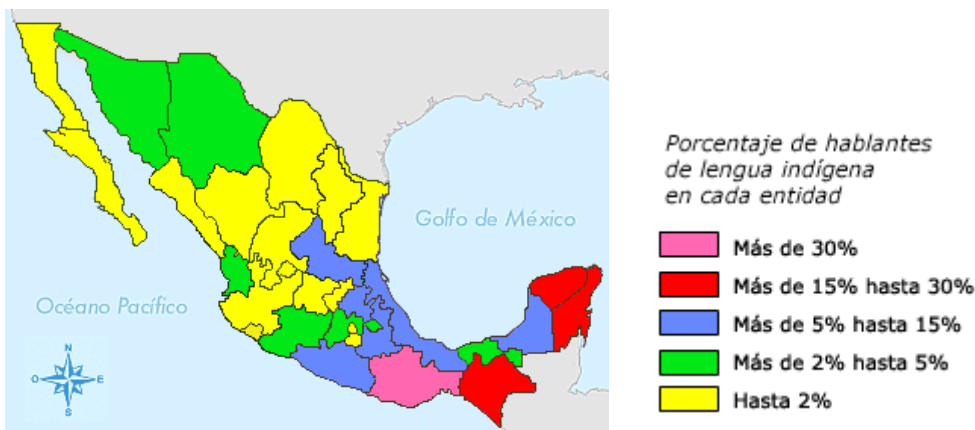 Golfo de México
Océano Pacífico
N
O
E
S
Porcentaje de hablantes
de lengua indígena
en cada entidad
Más de 30%
Más de 15% hasta 30%
Más de 5% hasta 15%
Más de 2% hasta 5%
Hasta 2%